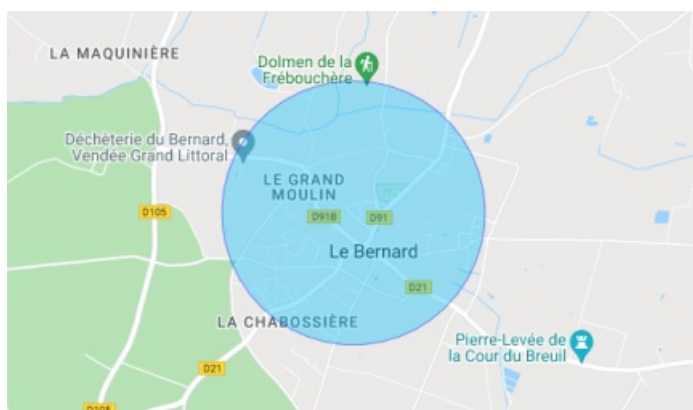 LA MAQUINIÈRE
Dolmen de la
Frébouchère
Déchèterie du Bernard,
Vendée Grand Littoral
LE GRAND
MOULIN
D105
D91B
D91
Le Bernard
D21
LA CHABOSSIÈRE
Pierre-Levée de
la Cour du Breuil
D21
D105